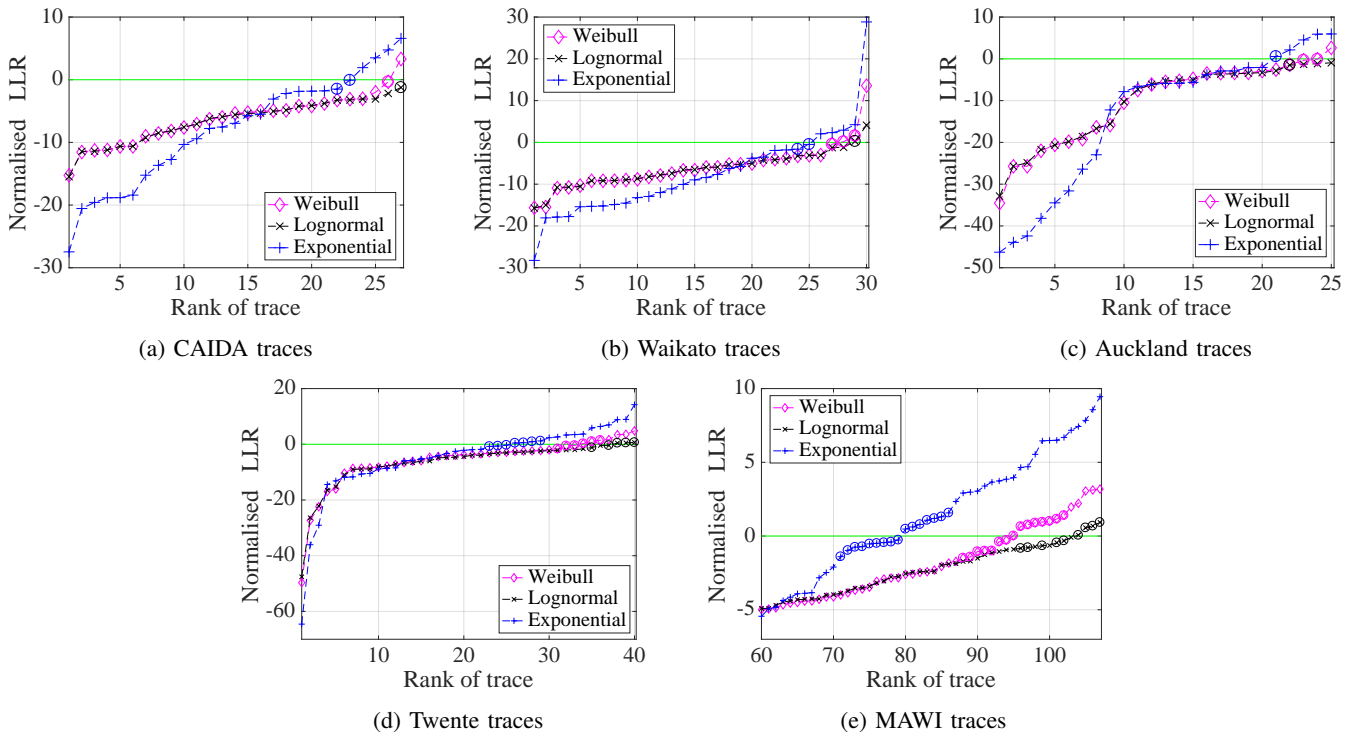 10
0
-10
-20
-30
Normalised LLR
5 10 15 20 25
Rank of trace
Weibull
Lognormal
Exponential
(a) CAIDA traces
30
20
10
0
-10
-20
-30
Normalised LLR
5 10 15 20 25 30
Rank of trace
Weibull
Lognormal
Exponential
(b) Waikato traces
10
0
-10
-20
-30
-40
-50
Normalised LLR
5 10 15 20 25
Rank of trace
Weibull
Lognormal
Exponential
(c) Auckland traces
20
0
-20
-40
-60
Normalised LLR
10 20 30 40
Rank of trace
Weibull
Lognormal
Exponential
(d) Twente traces
10
5
0
-5
Normalised LLR
60 70 80 90 100
Rank of trace
Weibull
Lognormal
Exponential
(e) MAWI traces